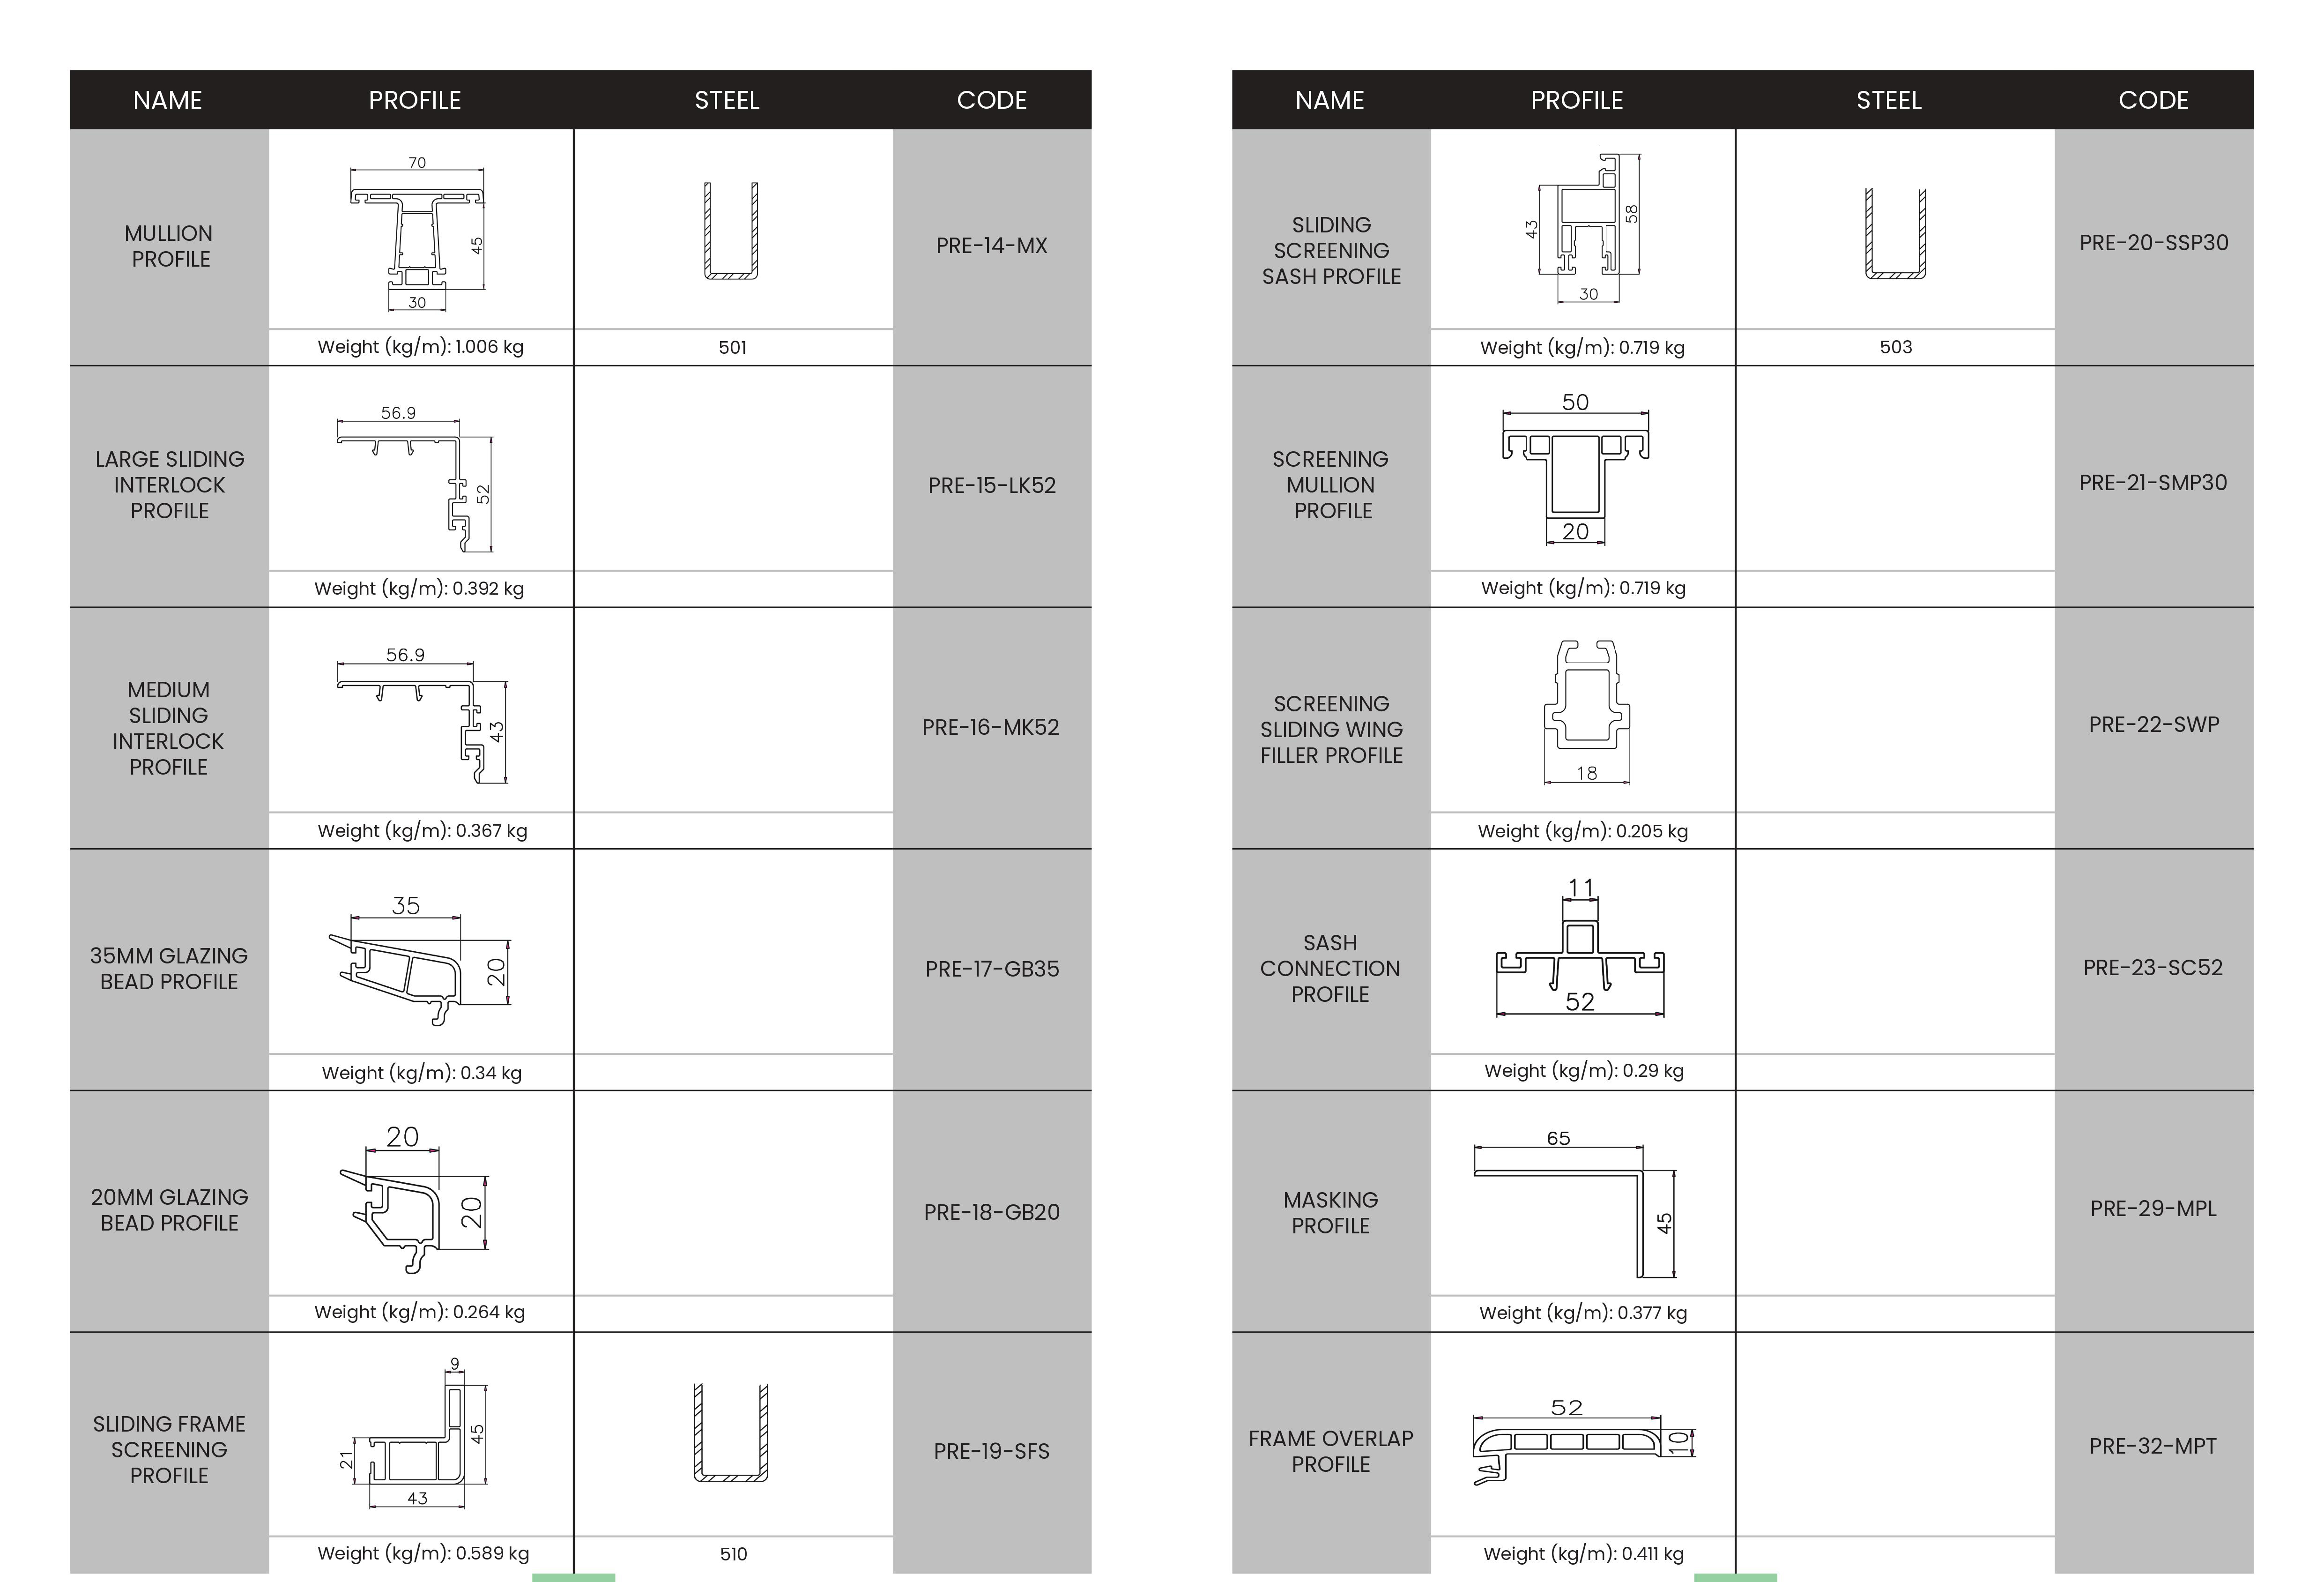 NAME PROFILE STEEL CODE
MULLION
PROFILE
70
45
30
Weight (kg/m): 1.006 kg
501
PRE-14-MX
LARGE SLIDING
INTERLOCK
PROFILE
56.9
52
Weight (kg/m): 0.392 kg
PRE-15-LK52
MEDIUM
SLIDING
INTERLOCK
PROFILE
56.9
43
Weight (kg/m): 0.367 kg
PRE-16-MK52
35MM GLAZING
BEAD PROFILE
35
20
Weight (kg/m): 0.34 kg
PRE-17-GB35
20MM GLAZING
BEAD PROFILE
20
20
Weight (kg/m): 0.264 kg
PRE-18-GB20
SLIDING FRAME
SCREENING
PROFILE
9
45
21
43
Weight (kg/m): 0.589 kg
510
PRE-19-SFS
NAME PROFILE STEEL CODE
SLIDING
SCREENING
SASH PROFILE
43
58
30
Weight (kg/m): 0.719 kg
503
PRE-20-SSP30
SCREENING
MULLION
PROFILE
50
20
Weight (kg/m): 0.719 kg
PRE-21-SMP30
SCREENING
SLIDING WING
FILLER PROFILE
18
Weight (kg/m): 0.205 kg
PRE-22-SWP
SASH
CONNECTION
PROFILE
11
52
Weight (kg/m): 0.29 kg
PRE-23-SC52
MASKING
PROFILE
65
45
Weight (kg/m): 0.377 kg
PRE-29-MPL
FRAME OVERLAP
PROFILE
52
10
Weight (kg/m): 0.411 kg
PRE-32-MPT